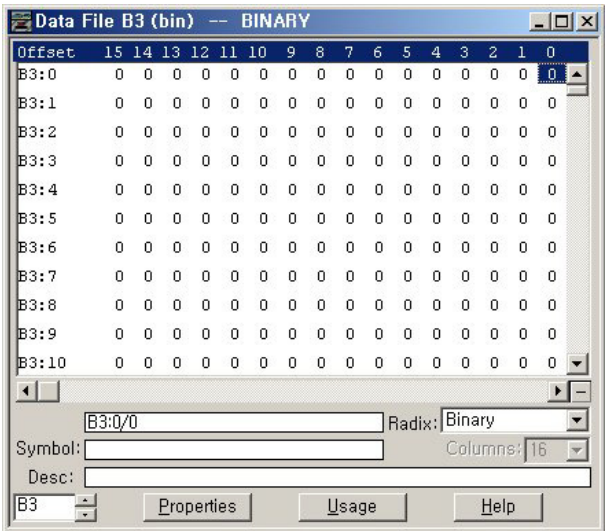 Data File B3 (bin) -- BINARY
Offset 15 14 13 12 11 10 9 8 7 6 5 4 3 2 1 0
B3:0 0 0 0 0 0 0 0 0 0 0 0 0 0 0 0 0
B3:1 0 0 0 0 0 0 0 0 0 0 0 0 0 0 0 0
B3:2 0 0 0 0 0 0 0 0 0 0 0 0 0 0 0 0
B3:3 0 0 0 0 0 0 0 0 0 0 0 0 0 0 0 0
B3:4 0 0 0 0 0 0 0 0 0 0 0 0 0 0 0 0
B3:5 0 0 0 0 0 0 0 0 0 0 0 0 0 0 0 0
B3:6 0 0 0 0 0 0 0 0 0 0 0 0 0 0 0 0
B3:7 0 0 0 0 0 0 0 0 0 0 0 0 0 0 0 0
B3:8 0 0 0 0 0 0 0 0 0 0 0 0 0 0 0 0
B3:9 0 0 0 0 0 0 0 0 0 0 0 0 0 0 0 0
B3:10 0 0 0 0 0 0 0 0 0 0 0 0 0 0 0 0
B3:0/0 Radix: Binary
Symbol: Columns: 16
Desc:
B3 Properties Usage Help